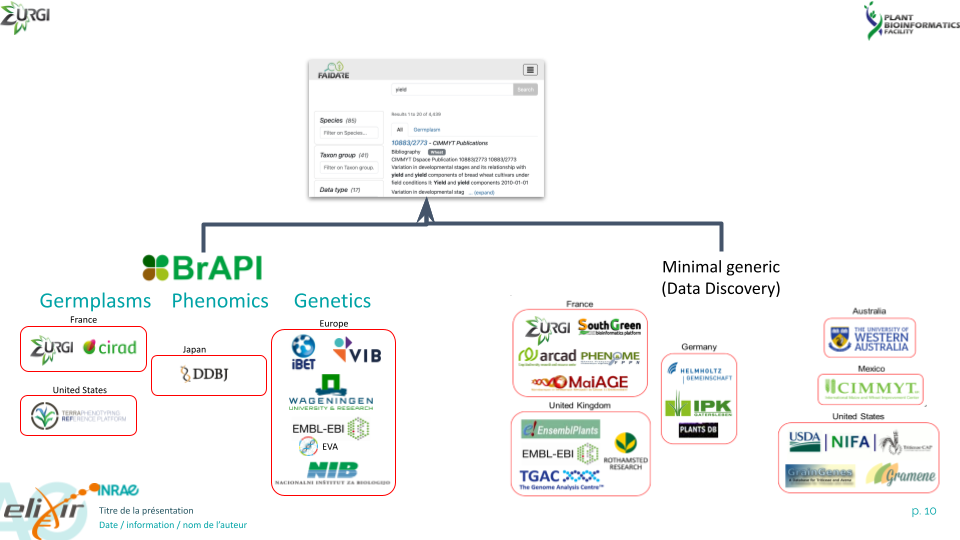 URGI
PLANT
BIOINFORMATICS
FACILITY
FAIDARE
yield
Search
Results 1 to 20 of 4,438
Species (85)
Filter on Species...
All Germplasm
10883/2773 - CIMMYT Publications
Taxon group (41)
Bibliography Wheat
CIMMYT Dspace Publication 10883/2773 10883/2773
Filter on Taxon group.
Variation in developmental stages and its relationship with
yield and yield components of bread wheat cultivars under
field conditions II: Yield and yield components 2010-01-01
Data type (17)
Variation in developmental stag ... (expand)
BrAPI
Germplasms Phenomics Genetics
France
URGI cirad
Japan
DDBJ
United States
TERRAPHENOTYPING
REFERENCE PLATFORM
Europe
iBET
VIB
WAGENINGEN
UNIVERSITY & RESEARCH
EMBL-EBI
EVA
NIB
NACIONALNI INŠTITUT ZA BIOLOGIJO
Minimal generic
(Data Discovery)
France
URGI SouthGreen
bioinformatics platform
arcad PHENOME
MaIAGE
United Kingdom
e! EnsemblPlants
EMBL-EBI
ROTHAMSTED
RESEARCH
TGAC
The Genome Analysis Centre™
Germany
HELMHOLTZ
GEMEINSCHAFT
IPK
GATERSLEBEN
PLANTS DB
Australia
THE UNIVERSITY OF
WESTERN
AUSTRALIA
Mexico
CIMMYT
United States
USDA NIFA Triticeae-CAP
GrainGenes
Gramene
INRAE
elixir
Titre de la présentation
Date / information / nom de l'auteur
p. 10